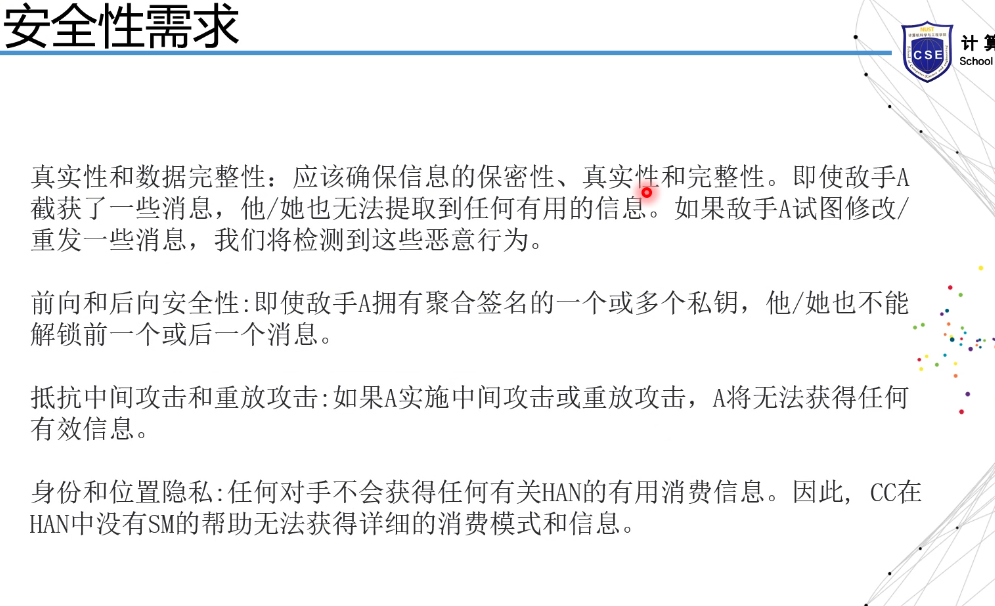 安全性需求
CSE
计算
School
真实性和数据完整性：应该确保信息的保密性、真实性和完整性。即使敌手A
截获了一些消息，他/她也无法提取到任何有用的信息。如果敌手A试图修改/
重发一些消息，我们将检测到这些恶意行为。
前向和后向安全性:即使敌手A拥有聚合签名的一个或多个私钥，他/她也不能
解锁前一个或后一个消息。
抵抗中间攻击和重放攻击:如果A实施中间攻击或重放攻击，A将无法获得任何
有效信息。
身份和位置隐私:任何对手不会获得任何有关HAN的有用消费信息。因此, CC在
HAN中没有SM的帮助无法获得详细的消费模式和信息。